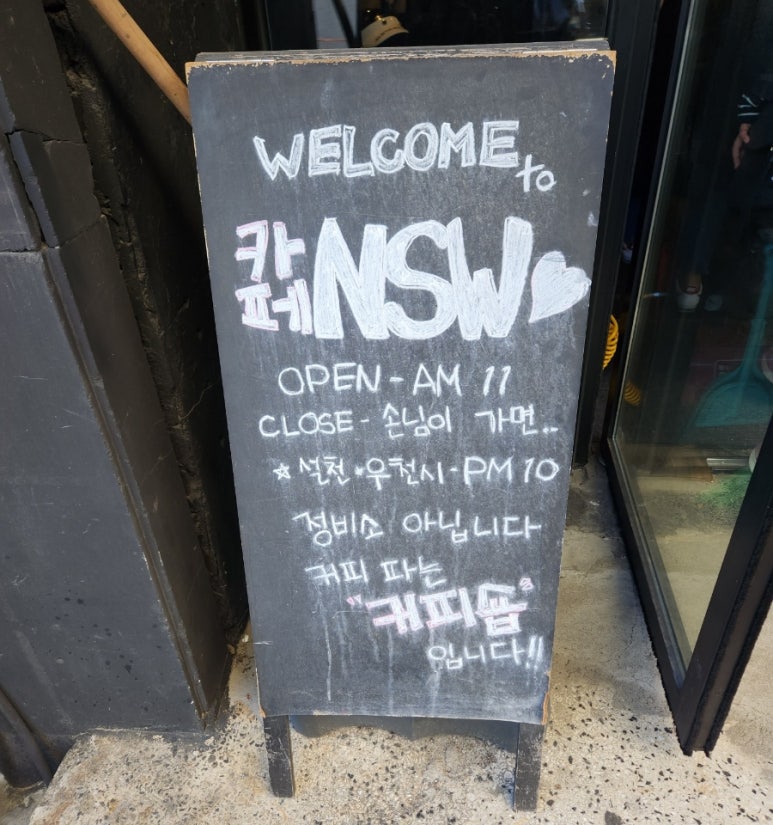 WELCOME to
카페 NSW
OPEN - AM 11
CLOSE - 손님이 가면..
☆ 설천·우천시 - PM 10
정비소 아닙니다
커피 파는
"커피숍"
입니다!!